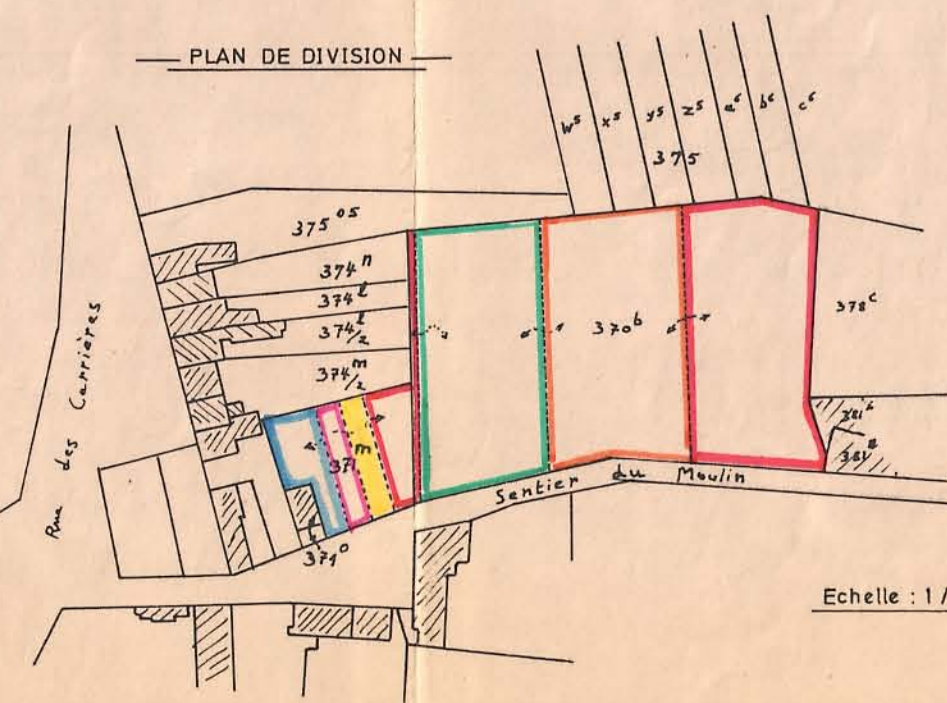 PLAN DE DIVISION
w⁵ x⁵ y⁵ z⁵ a⁶ b⁶ c⁶
375
375 05
374 n
374 l
374 l/2
374 m/2
370 b
378 c
381 h
371 m
371 o
Rue des Carrières
Sentier du Moulin
Echelle : 1 /